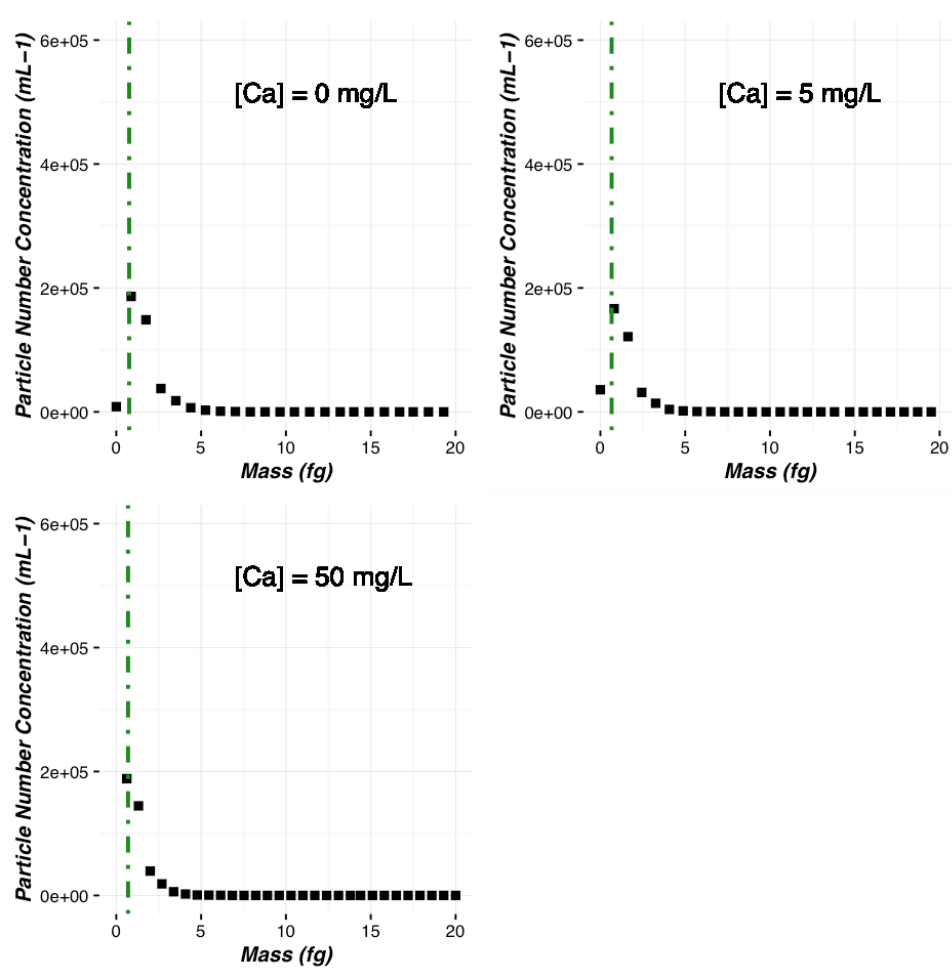 Particle Number Concentration (mL−1)
6e+05
4e+05
2e+05
0e+00
[Ca] = 0 mg/L
0 5 10 15 20
Mass (fg)
Particle Number Concentration (mL−1)
6e+05
4e+05
2e+05
0e+00
[Ca] = 5 mg/L
0 5 10 15 20
Mass (fg)
Particle Number Concentration (mL−1)
6e+05
4e+05
2e+05
0e+00
[Ca] = 50 mg/L
0 5 10 15 20
Mass (fg)